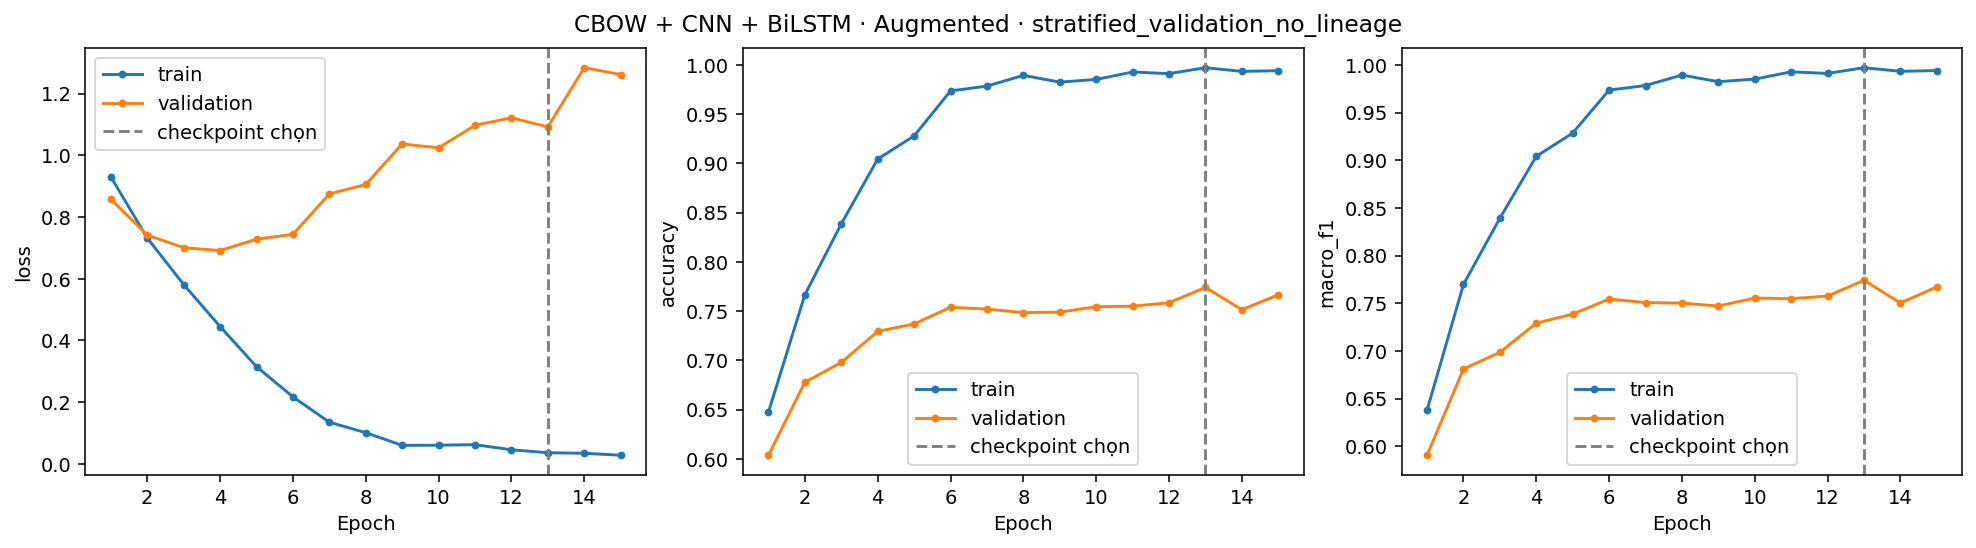 CBOW + CNN + BiLSTM · Augmented · stratified_validation_no_lineage
train
validation
checkpoint chọn
loss
1.2
1.0
0.8
0.6
0.4
0.2
0.0
2 4 6 8 10 12 14
Epoch
accuracy
1.00
0.95
0.90
0.85
0.80
0.75
0.70
0.65
0.60
train
validation
checkpoint chọn
2 4 6 8 10 12 14
Epoch
macro_f1
1.00
0.95
0.90
0.85
0.80
0.75
0.70
0.65
0.60
train
validation
checkpoint chọn
2 4 6 8 10 12 14
Epoch